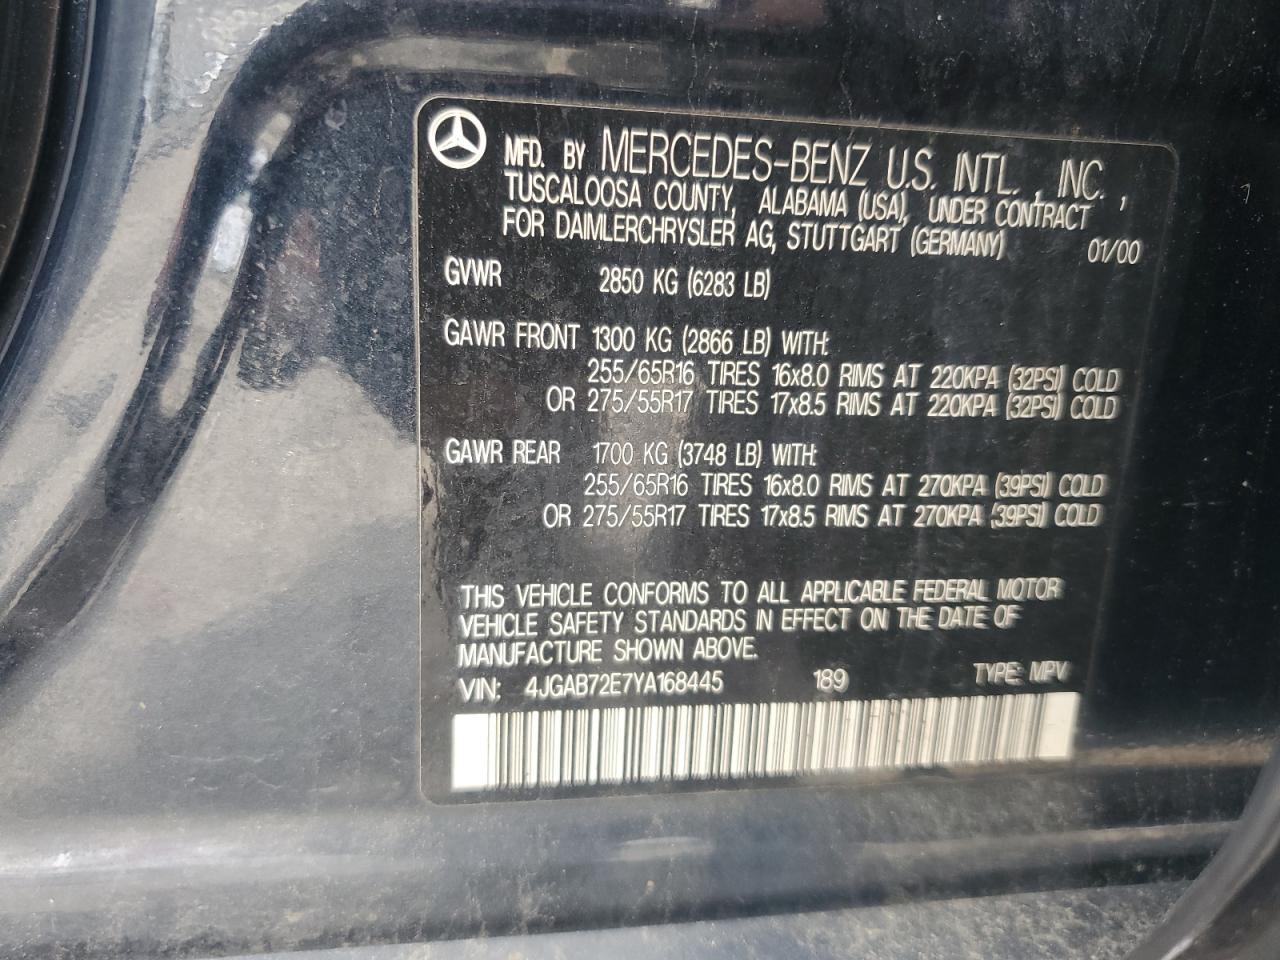 MFD. BY MERCEDES-BENZ U.S. INTL., INC.,
TUSCALOOSA COUNTY, ALABAMA (USA), UNDER CONTRACT
FOR DAIMLERCHRYSLER AG, STUTTGART (GERMANY) 01/00
GVWR 2850 KG (6283 LB)
GAWR FRONT 1300 KG (2866 LB) WITH:
255/65R16 TIRES 16x8.0 RIMS AT 220KPA (32PSI) COLD
OR 275/55R17 TIRES 17x8.5 RIMS AT 220KPA (32PSI) COLD
GAWR REAR 1700 KG (3748 LB) WITH:
255/65R16 TIRES 16x8.0 RIMS AT 270KPA (39PSI) COLD
OR 275/55R17 TIRES 17x8.5 RIMS AT 270KPA (39PSI) COLD
THIS VEHICLE CONFORMS TO ALL APPLICABLE FEDERAL MOTOR
VEHICLE SAFETY STANDARDS IN EFFECT ON THE DATE OF
MANUFACTURE SHOWN ABOVE.
VIN: 4JGAB72E7YA168445 189 TYPE: MPV